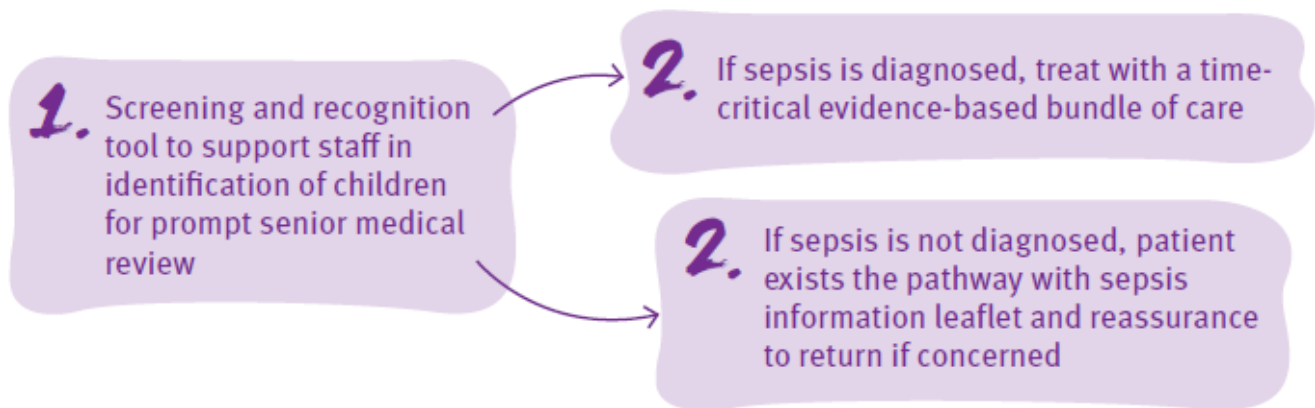 1. Screening and recognition
tool to support staff in
identification of children
for prompt senior medical
review
2. If sepsis is diagnosed, treat with a time-
critical evidence-based bundle of care
2. If sepsis is not diagnosed, patient
exists the pathway with sepsis
information leaflet and reassurance
to return if concerned